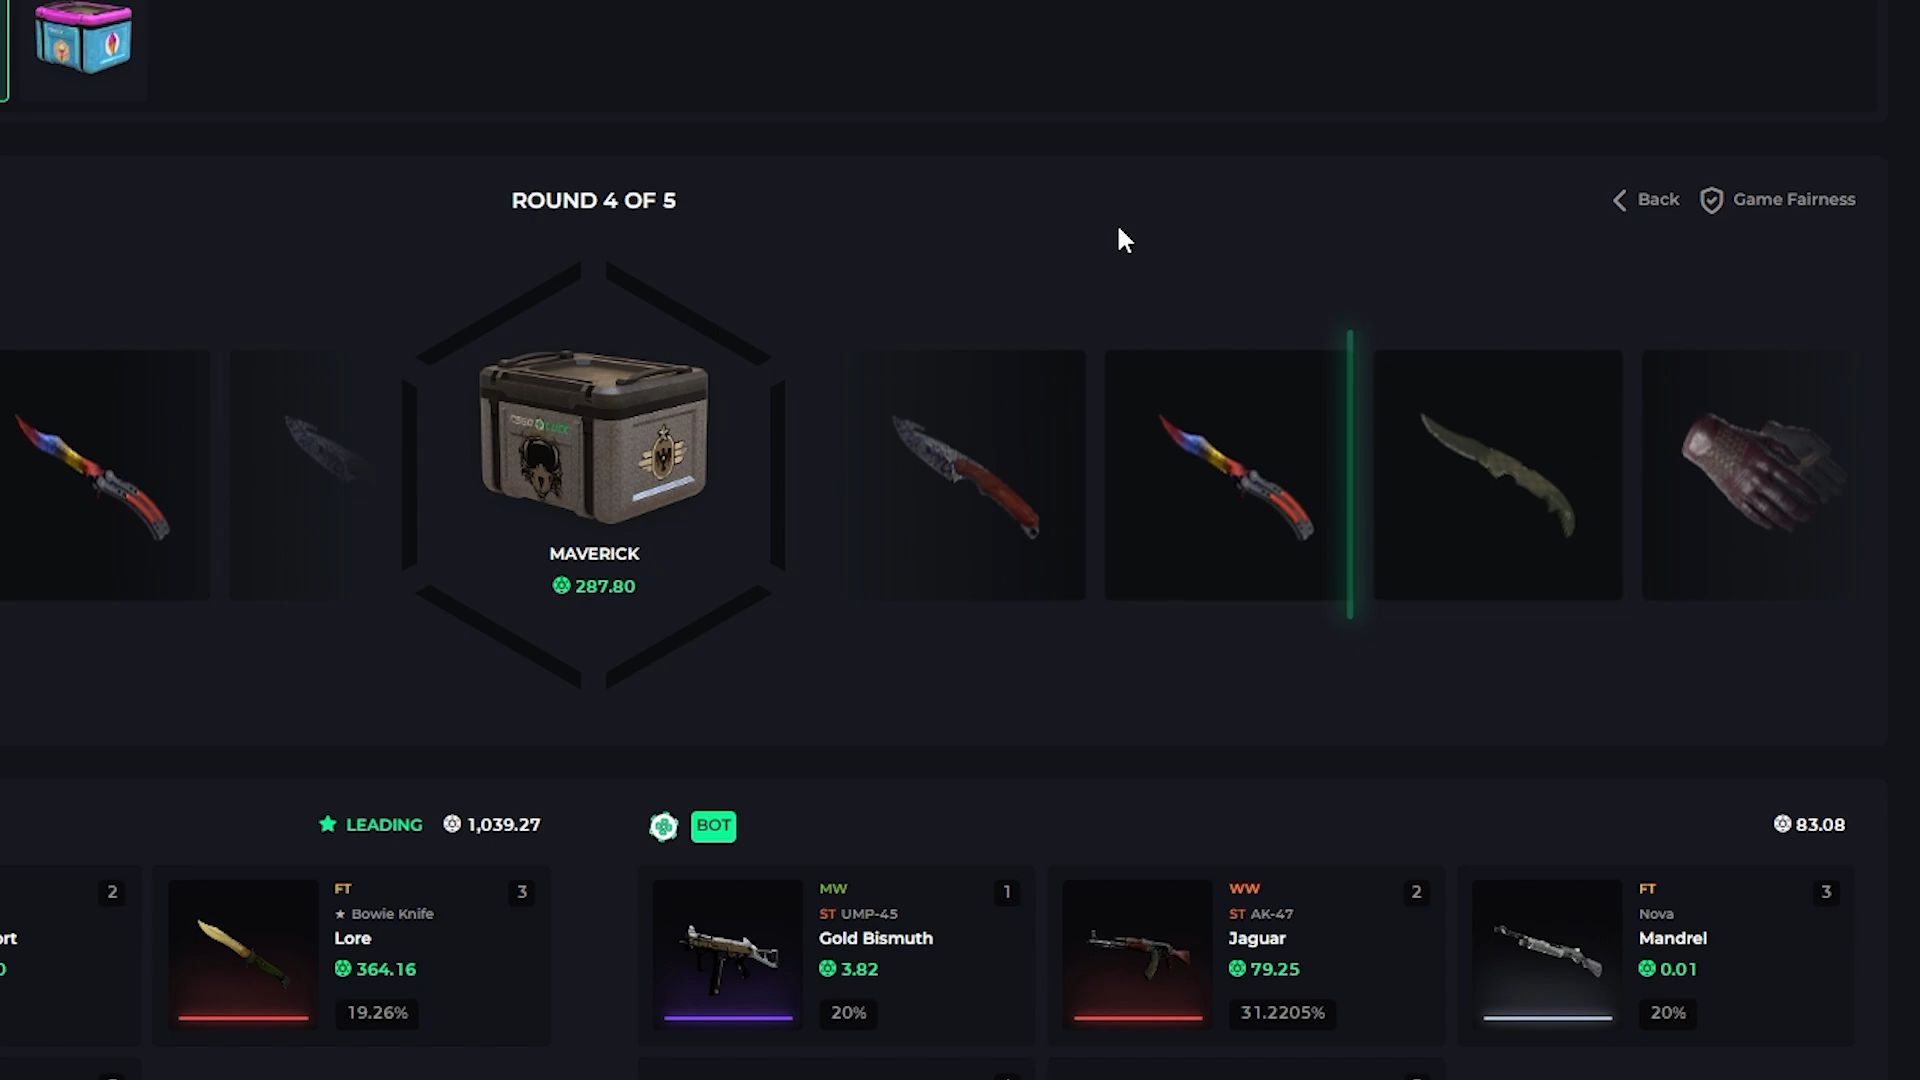 ROUND 4 OF 5
Back
Game Fairness
MAVERICK
287.80
LEADING
1,039.27
BOT
83.08
2
FT
3
★ Bowie Knife
Lore
364.16
19.26%
MW
1
ST UMP-45
Gold Bismuth
3.82
20%
WW
2
ST AK-47
Jaguar
79.25
31.2205%
FT
3
Nova
Mandrel
0.01
20%